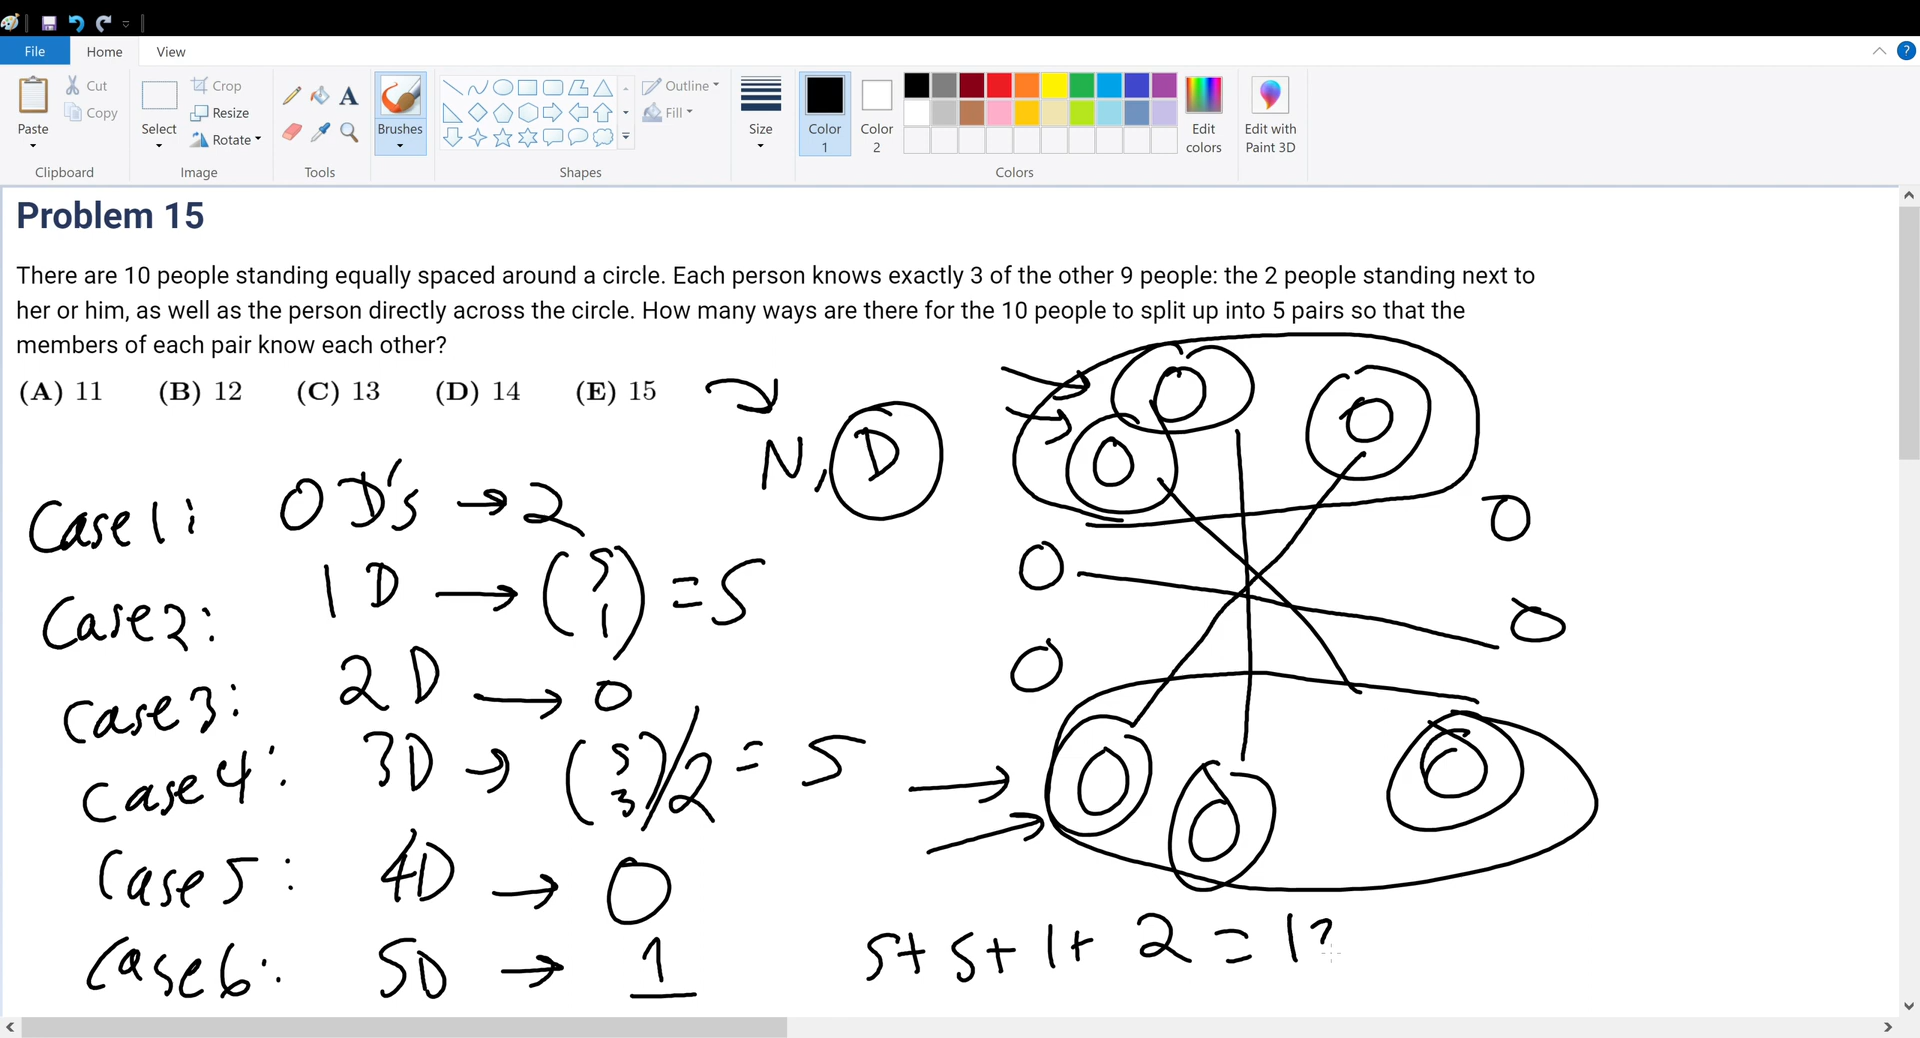 File Home View
Paste Cut Copy Clipboard
Select Crop Resize Rotate Image
A
Tools
Brushes
Outline Fill Shapes
Size
Color 1 Color 2 Edit colors Edit with Paint 3D
Colors
Problem 15
There are 10 people standing equally spaced around a circle. Each person knows exactly 3 of the other 9 people: the 2 people standing next to
her or him, as well as the person directly across the circle. How many ways are there for the 10 people to split up into 5 pairs so that the
members of each pair know each other?
(A) 11 (B) 12 (C) 13 (D) 14 (E) 15
N, D
Case 1: 0 D's → 2
Case 2: 1 D → (5 1) = 5
Case 3: 2 D → 0
Case 4: 3D → (5 3)/2 = 5
Case 5: 4D → 0
Case 6: 5D → 1
5+ 5+ 1+ 2 = 13